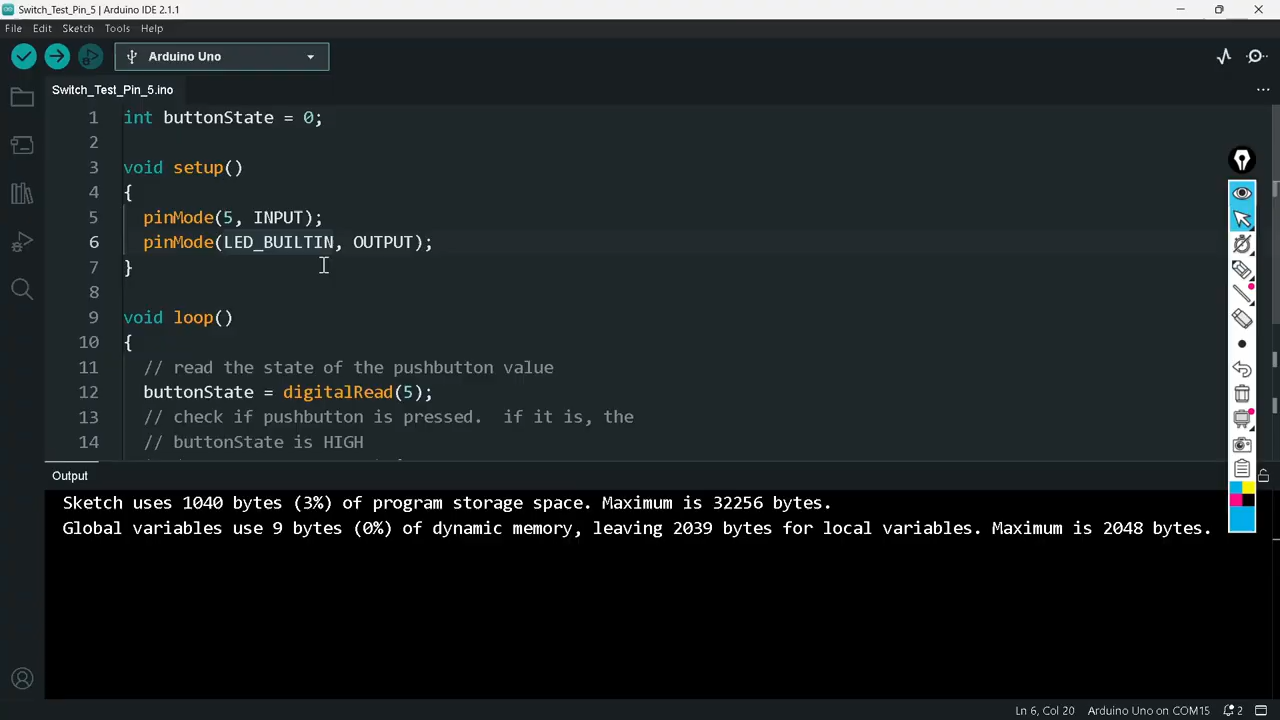 Switch_Test_Pin_5 | Arduino IDE 2.1.1
File Edit Sketch Tools Help
Arduino Uno
Switch_Test_Pin_5.ino
1 int buttonState = 0;
2
3 void setup()
4 {
5 pinMode(5, INPUT);
6 pinMode(LED_BUILTIN, OUTPUT);
7 }
8
9 void loop()
10 {
11 // read the state of the pushbutton value
12 buttonState = digitalRead(5);
13 // check if pushbutton is pressed.  if it is, the
14 // buttonState is HIGH
Output
Sketch uses 1040 bytes (3%) of program storage space. Maximum is 32256 bytes.
Global variables use 9 bytes (0%) of dynamic memory, leaving 2039 bytes for local variables. Maximum is 2048 bytes.
Ln 6, Col 20 Arduino Uno on COM15 2